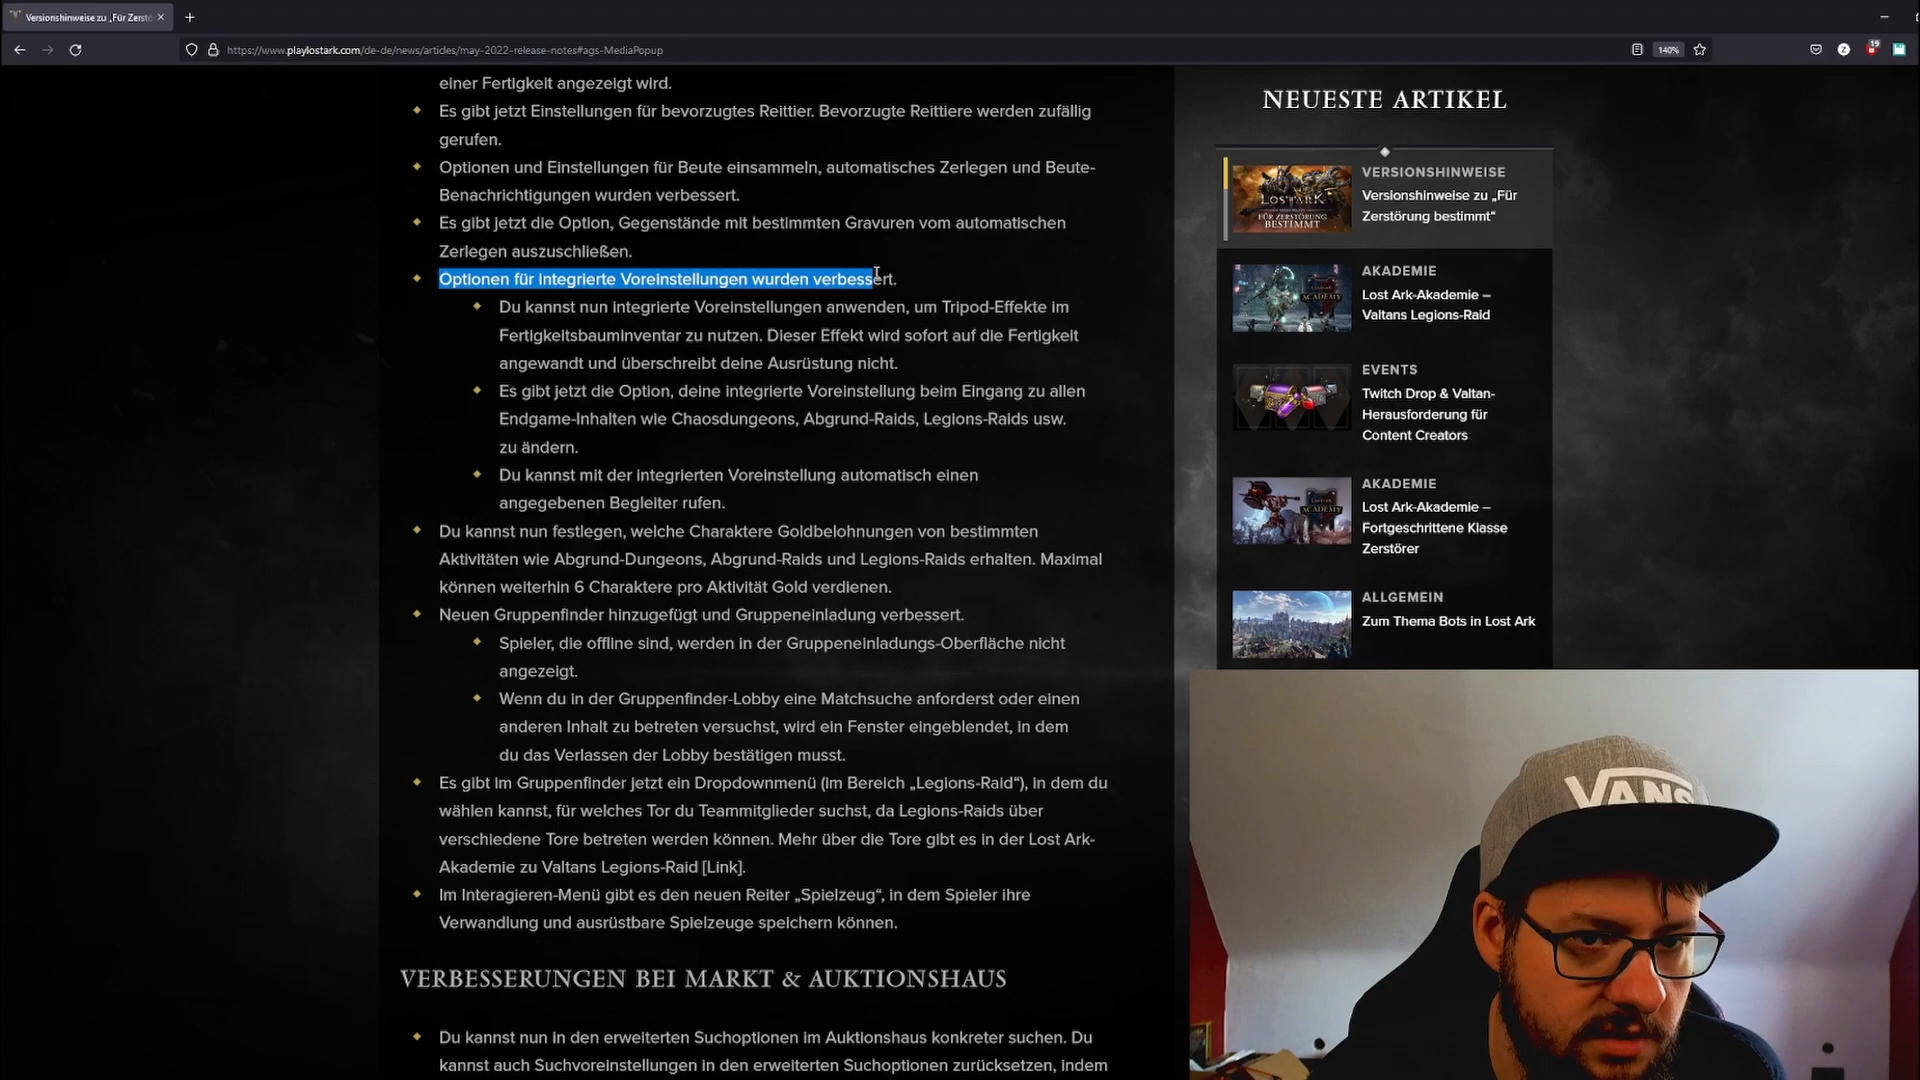 Versionshinweise zu „Für Zerstö
https://www.playlostark.com/de-de/news/articles/may-2022-release-notes#ags-MediaPopup
140%
19
einer Fertigkeit angezeigt wird.
Es gibt jetzt Einstellungen für bevorzugtes Reittier. Bevorzugte Reittiere werden zufällig
gerufen.
Optionen und Einstellungen für Beute einsammeln, automatisches Zerlegen und Beute-
Benachrichtigungen wurden verbessert.
Es gibt jetzt die Option, Gegenstände mit bestimmten Gravuren vom automatischen
Zerlegen auszuschließen.
Optionen für integrierte Voreinstellungen wurden verbessert.
Du kannst nun integrierte Voreinstellungen anwenden, um Tripod-Effekte im
Fertigkeitsbauminventar zu nutzen. Dieser Effekt wird sofort auf die Fertigkeit
angewandt und überschreibt deine Ausrüstung nicht.
Es gibt jetzt die Option, deine integrierte Voreinstellung beim Eingang zu allen
Endgame-Inhalten wie Chaosdungeons, Abgrund-Raids, Legions-Raids usw.
zu ändern.
Du kannst mit der integrierten Voreinstellung automatisch einen
angegebenen Begleiter rufen.
Du kannst nun festlegen, welche Charaktere Goldbelohnungen von bestimmten
Aktivitäten wie Abgrund-Dungeons, Abgrund-Raids und Legions-Raids erhalten. Maximal
können weiterhin 6 Charaktere pro Aktivität Gold verdienen.
Neuen Gruppenfinder hinzugefügt und Gruppeneinladung verbessert.
Spieler, die offline sind, werden in der Gruppeneinladungs-Oberfläche nicht
angezeigt.
Wenn du in der Gruppenfinder-Lobby eine Matchsuche anforderst oder einen
anderen Inhalt zu betreten versuchst, wird ein Fenster eingeblendet, in dem
du das Verlassen der Lobby bestätigen musst.
Es gibt im Gruppenfinder jetzt ein Dropdownmenü (im Bereich „Legions-Raid“), in dem du
wählen kannst, für welches Tor du Teammitglieder suchst, da Legions-Raids über
verschiedene Tore betreten werden können. Mehr über die Tore gibt es in der Lost Ark-
Akademie zu Valtans Legions-Raid [Link].
Im Interagieren-Menü gibt es den neuen Reiter „Spielzeug“, in dem Spieler ihre
Verwandlung und ausrüstbare Spielzeuge speichern können.
VERBESSERUNGEN BEI MARKT & AUKTIONSHAUS
Du kannst nun in den erweiterten Suchoptionen im Auktionshaus konkreter suchen. Du
kannst auch Suchvoreinstellungen in den erweiterten Suchoptionen zurücksetzen, indem
NEUESTE ARTIKEL
LOST ARK
FÜR ZERSTÖRUNG
BESTIMMT
VERSIONSHINWEISE
Versionshinweise zu „Für
Zerstörung bestimmt“
ACADEMY
AKADEMIE
Lost Ark-Akademie –
Valtans Legions-Raid
EVENTS
Twitch Drop & Valtan-
Herausforderung für
Content Creators
ACADEMY
AKADEMIE
Lost Ark-Akademie –
Fortgeschrittene Klasse
Zerstörer
ALLGEMEIN
Zum Thema Bots in Lost Ark
VANS